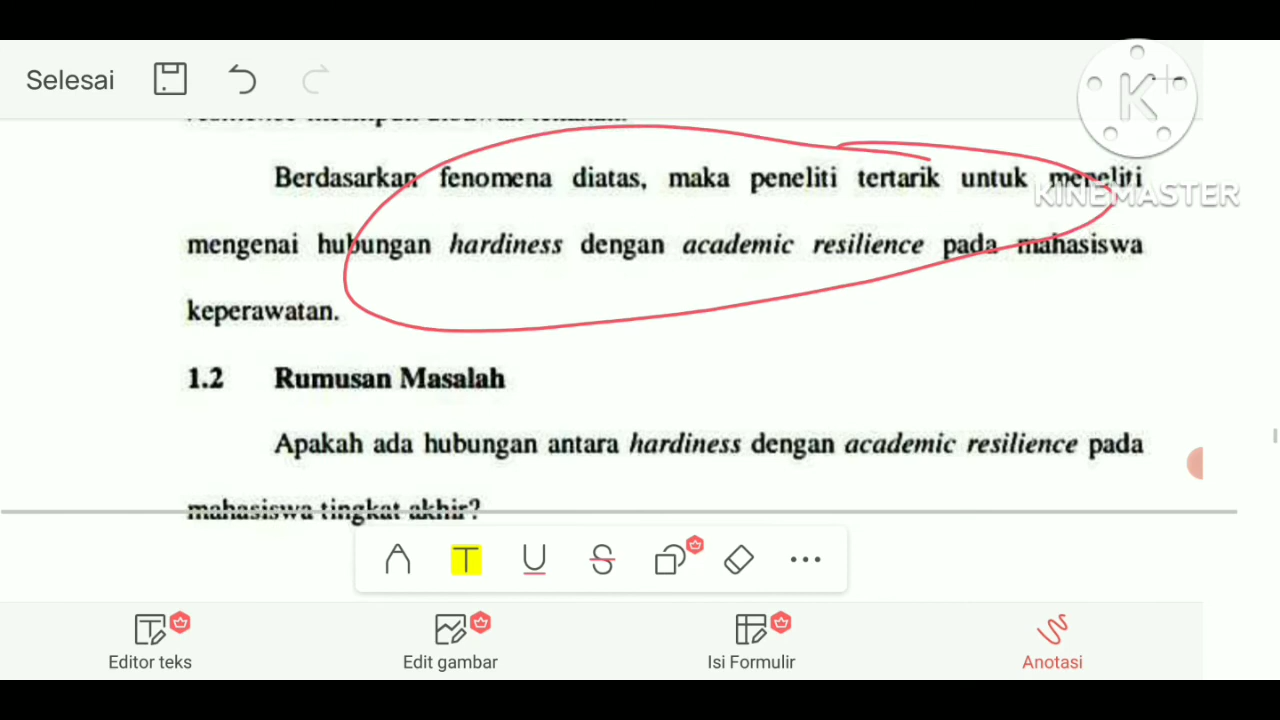 Selesai
K
KINEMASTER
Berdasarkan fenomena diatas, maka peneliti tertarik untuk meneliti
mengenai hubungan hardiness dengan academic resilience pada mahasiswa
keperawatan.
1.2 Rumusan Masalah
Apakah ada hubungan antara hardiness dengan academic resilience pada
mahasiswa tingkat akhir?
T U S
Editor teks Edit gambar Isi Formulir Anotasi